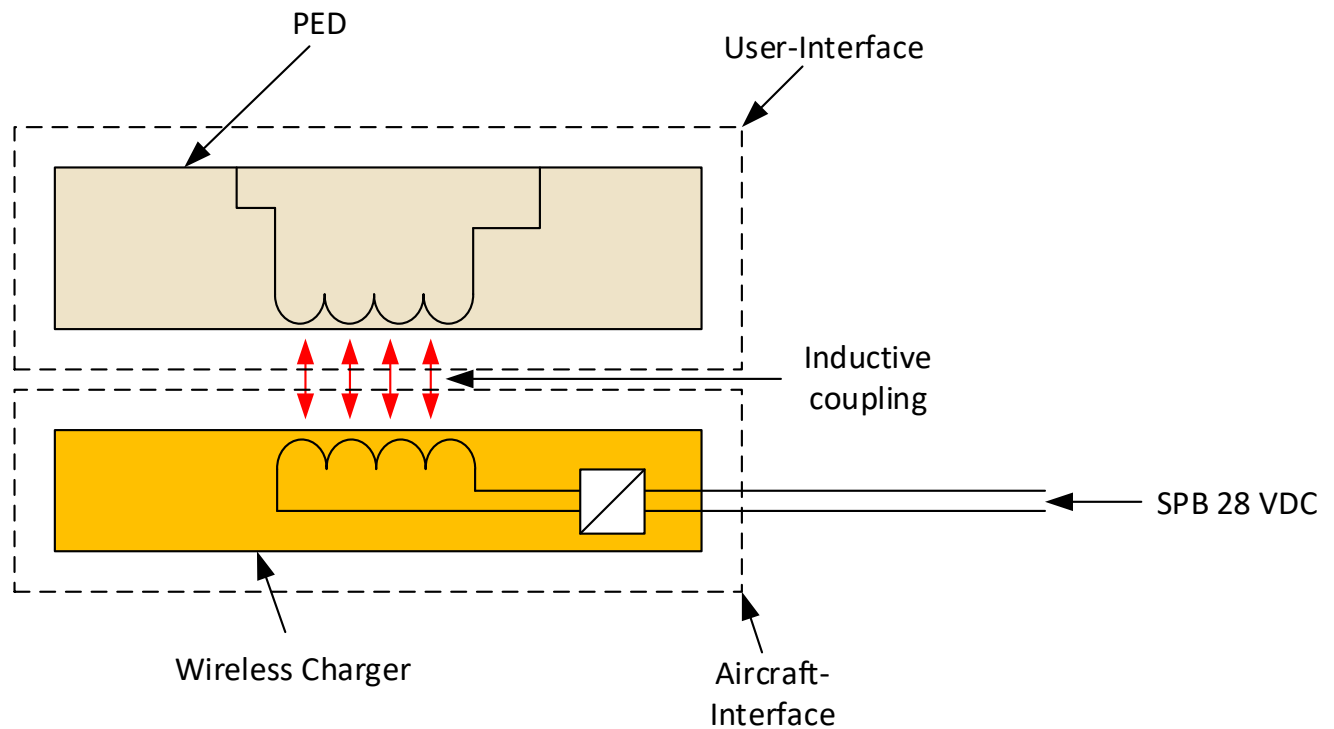 PED
User-Interface
Inductive
coupling
SPB 28 VDC
Wireless Charger
Aircraft-
Interface